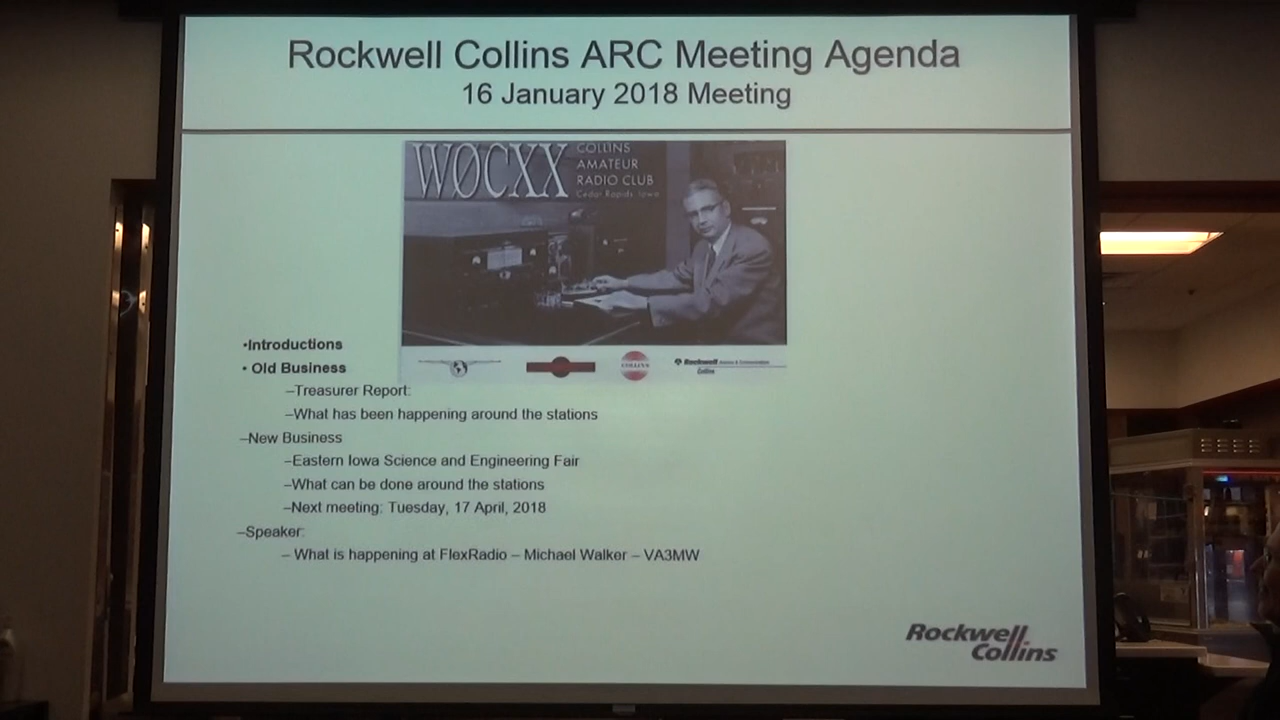 Rockwell Collins ARC Meeting Agenda
16 January 2018 Meeting
WØCXX
COLLINS
AMATEUR
RADIO CLUB
Cedar Rapids, Iowa
COLLINS
Rockwell
Collins
•Introductions
• Old Business
–Treasurer Report:
–What has been happening around the stations
–New Business
–Eastern Iowa Science and Engineering Fair
–What can be done around the stations
–Next meeting: Tuesday, 17 April, 2018
–Speaker:
– What is happening at FlexRadio – Michael Walker – VA3MW
Rockwell
Collins